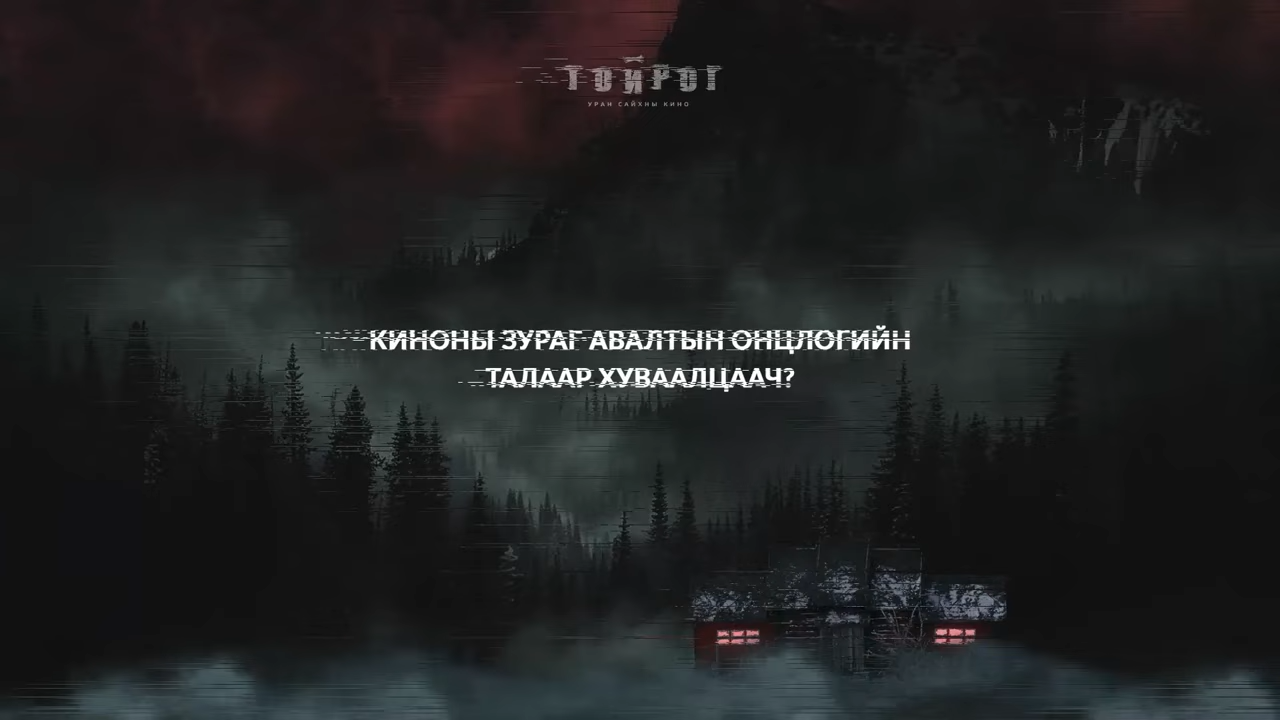 ТОЙРОГ
УРАН САЙХНЫ КИНО
КИНОНЫ ЗУРАГ АВАЛТЫН ОНЦЛОГИЙН
ТАЛААР ХУВААЛЦААЧ?